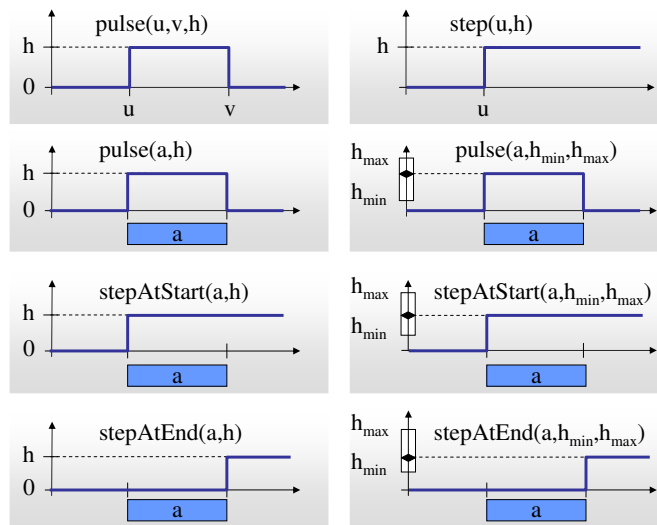 pulse(u,v,h)
h
0
u
v
step(u,h)
h
u
pulse(a,h)
h
0
a
pulse(a,hmin,hmax)
hmax
hmin
a
stepAtStart(a,h)
h
0
a
stepAtStart(a,hmin,hmax)
hmax
hmin
a
stepAtEnd(a,h)
h
0
a
stepAtEnd(a,hmin,hmax)
hmax
hmin
a